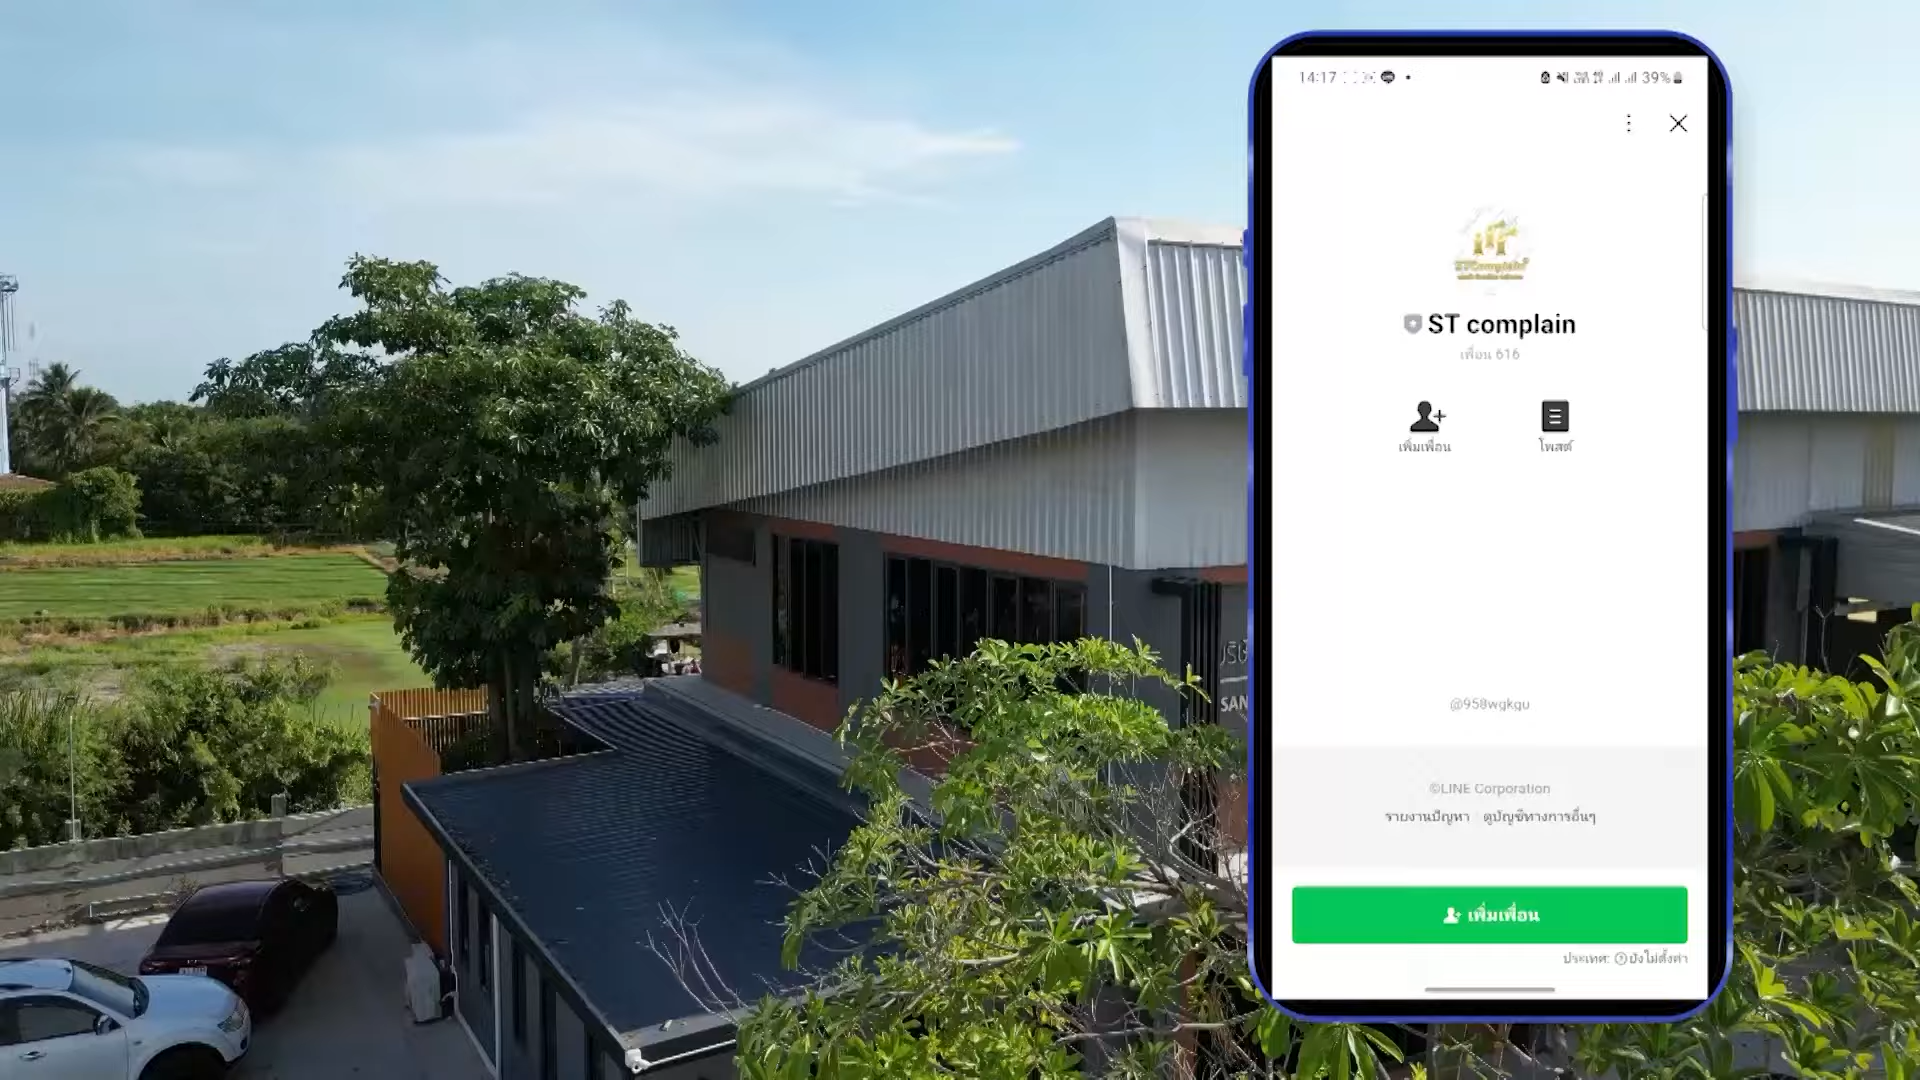 14:17
39%
STComplain
ST complain
เพื่อน 616
เพิ่มเพื่อน
โพสต์
@958wgkgu
©LINE Corporation
รายงานปัญหา ดูบัญชีทางการอื่นๆ
เพิ่มเพื่อน
ประเทศ: ยังไม่ตั้งค่า
SAN